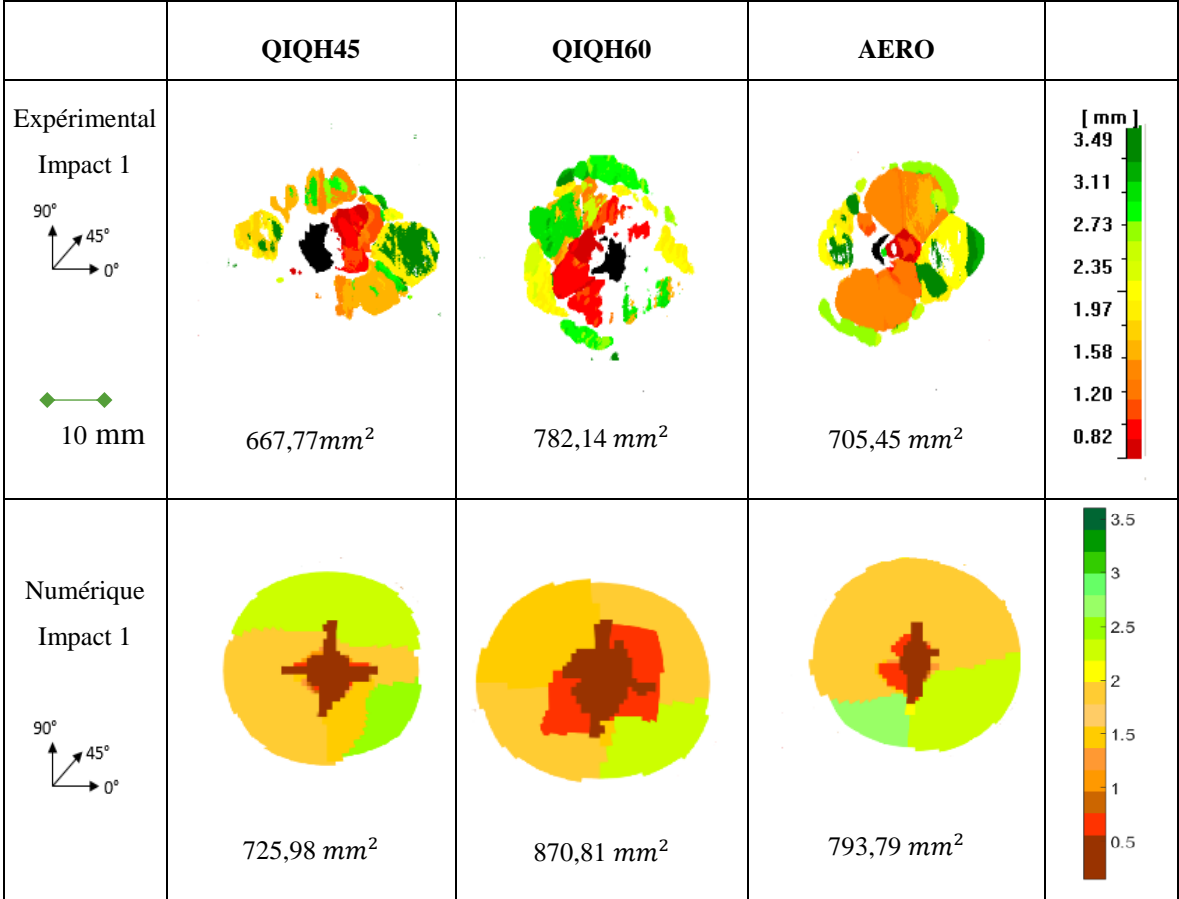 QIQH45 QIQH60 AERO
Expérimental
Impact 1
90°
45°
0°
10 mm
667,77mm²
782,14 mm²
705,45 mm²
[ mm ]
3.49
3.11
2.73
2.35
1.97
1.58
1.20
0.82
Numérique
Impact 1
90°
45°
0°
725,98 mm²
870,81 mm²
793,79 mm²
3.5
3
2.5
2
1.5
1
0.5